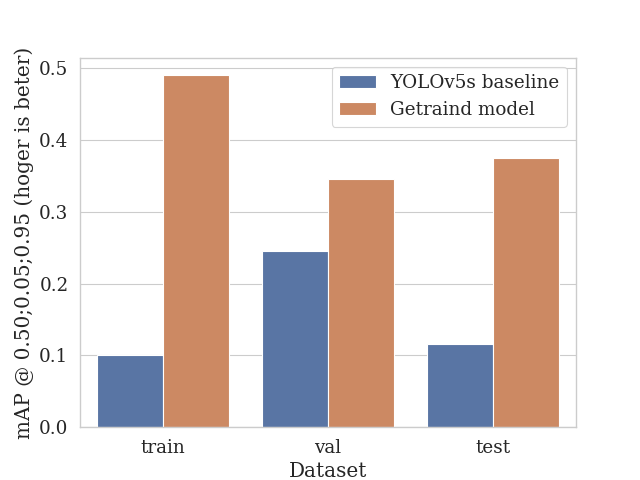 mAP @ 0.50;0.05;0.95 (hoger is beter)
0.5
0.4
0.3
0.2
0.1
0.0
YOLOv5s baseline
Getraind model
train
val
test
Dataset